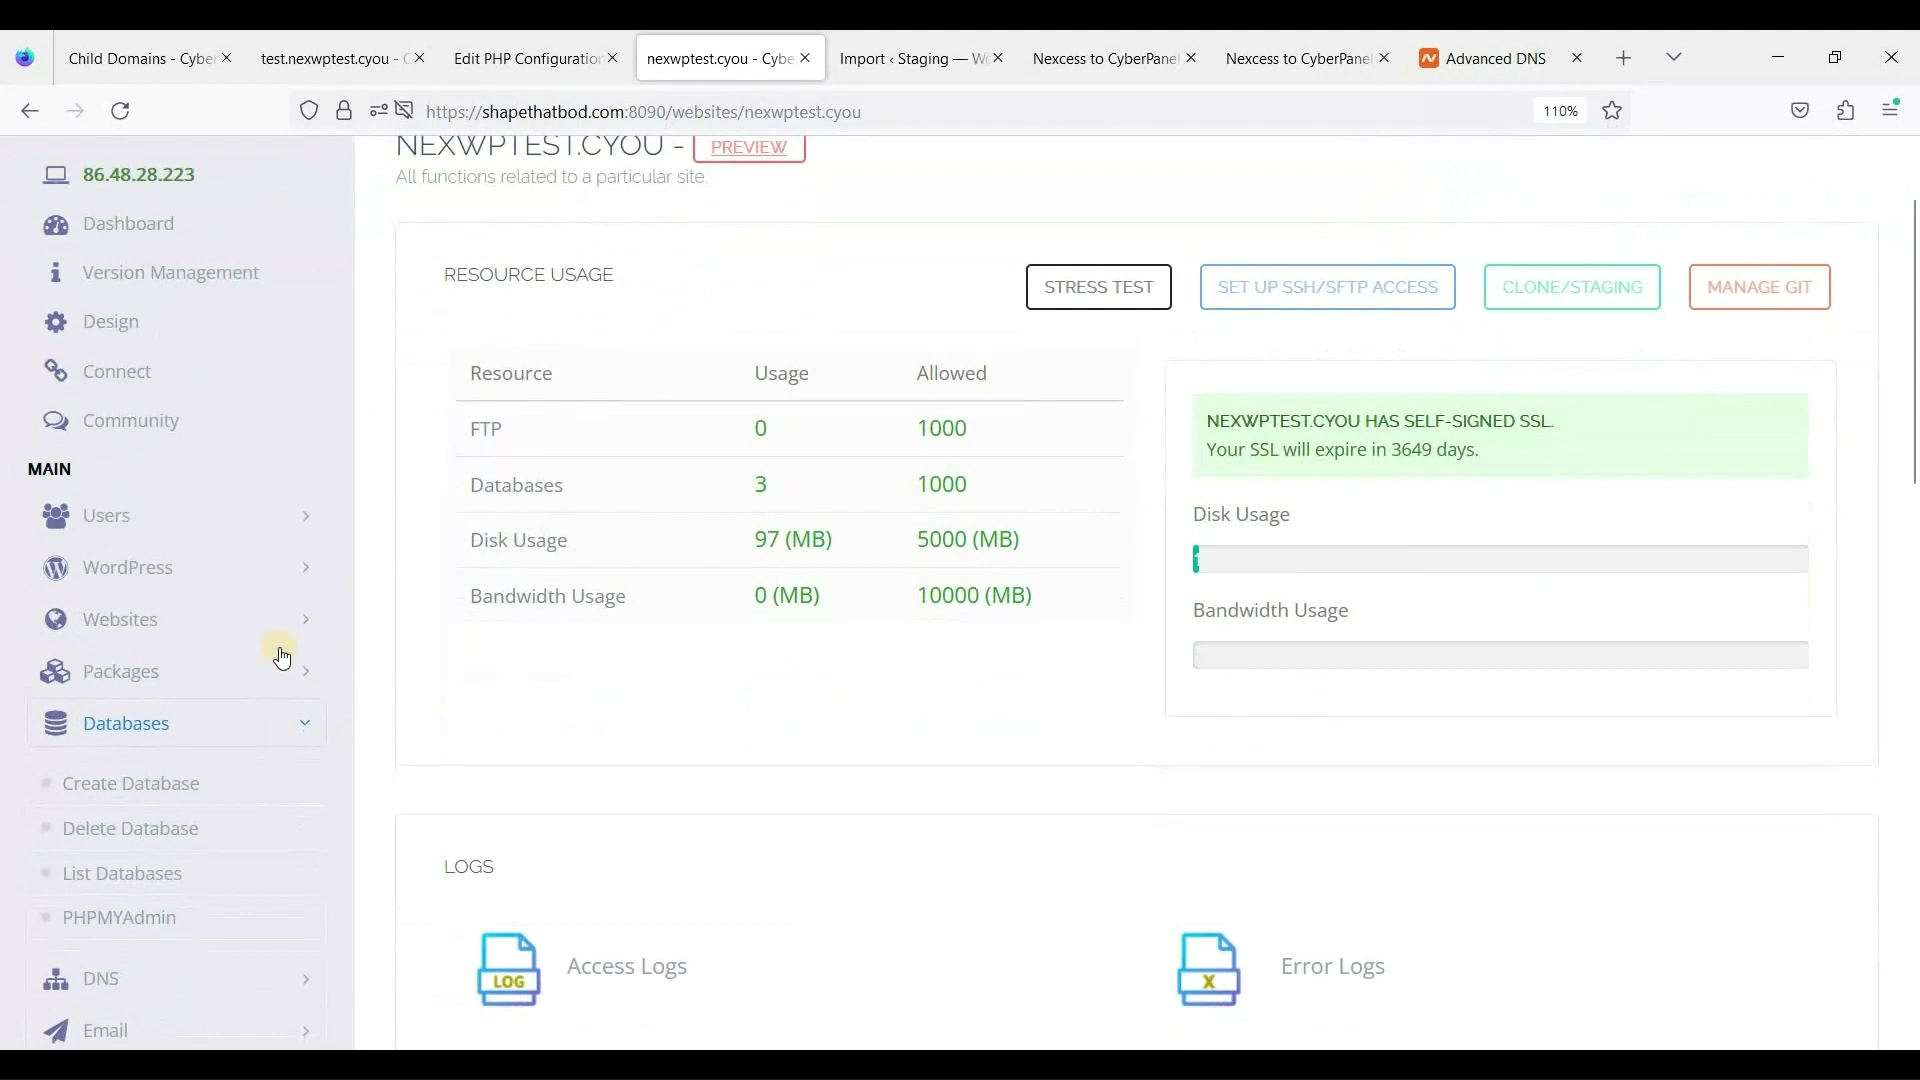 Child Domains - Cyber
test.nexwptest.cyou - C
Edit PHP Configuration
nexwptest.cyou - Cybe
Import ‹ Staging — Wo
Nexcess to CyberPanel
Nexcess to CyberPanel
Advanced DNS
https://shapethatbod.com:8090/websites/nexwptest.cyou
110%
NEXWPTEST.CYOU - PREVIEW
All functions related to a particular site.
86.48.28.223
Dashboard
Version Management
Design
Connect
Community
MAIN
Users
WordPress
Websites
Packages
Databases
Create Database
Delete Database
List Databases
PHPMYAdmin
DNS
Email
RESOURCE USAGE
STRESS TEST
SET UP SSH/SFTP ACCESS
CLONE/STAGING
MANAGE GIT
Resource Usage Allowed
FTP 0 1000
Databases 3 1000
Disk Usage 97 (MB) 5000 (MB)
Bandwidth Usage 0 (MB) 10000 (MB)
NEXWPTEST.CYOU HAS SELF-SIGNED SSL.
Your SSL will expire in 3649 days.
Disk Usage
Bandwidth Usage
LOGS
LOG
Access Logs
X
Error Logs